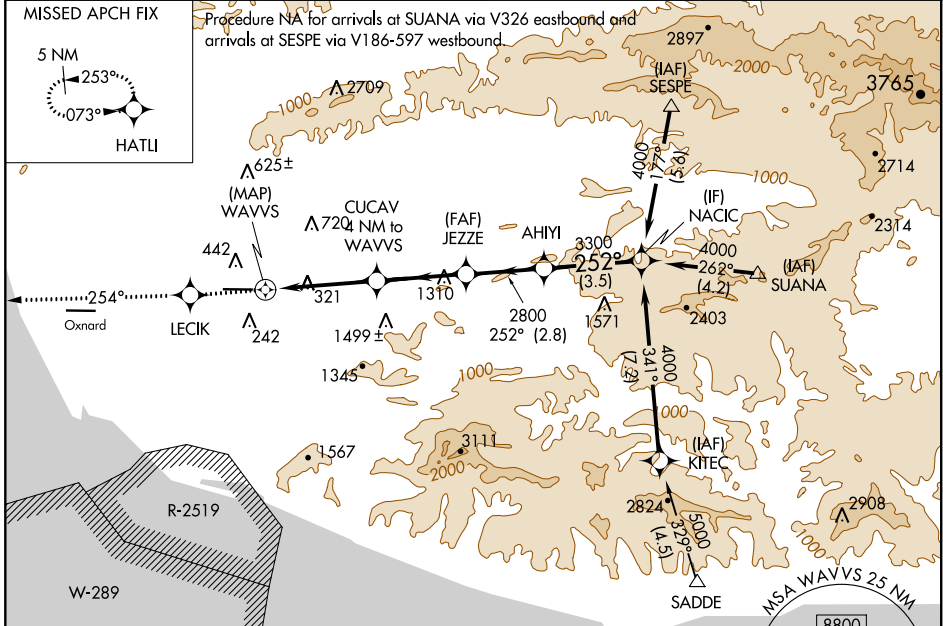 MISSED APCH FIX
5 NM
253°
073°
HATLI
Procedure NA for arrivals at SUANA via V326 eastbound and
arrivals at SESPE via V186-597 westbound.
2897
2000
(IAF)
SESPE
3765
1000
2709
4000
177°
(5.6)
2714
625±
(MAP)
WAVVS
1000
720
CUCAV
4 NM to
WAVVS
(FAF)
JEZZE
AHIYI
(IF)
NACIC
2314
442
3300
252°
(3.5)
4000
262°
(4.2)
(IAF)
SUANA
254°
Oxnard
LECIK
321
1310
2800
252° (2.8)
1571
2403
242
1499±
1345
1000
4000
341°
(7.2)
1000
1567
3111
2000
(IAF)
KITEC
2824
2908
1000
R-2519
5000
329°
(4.5)
W-289
SADDE
MSA WAVVS 25 NM
8800